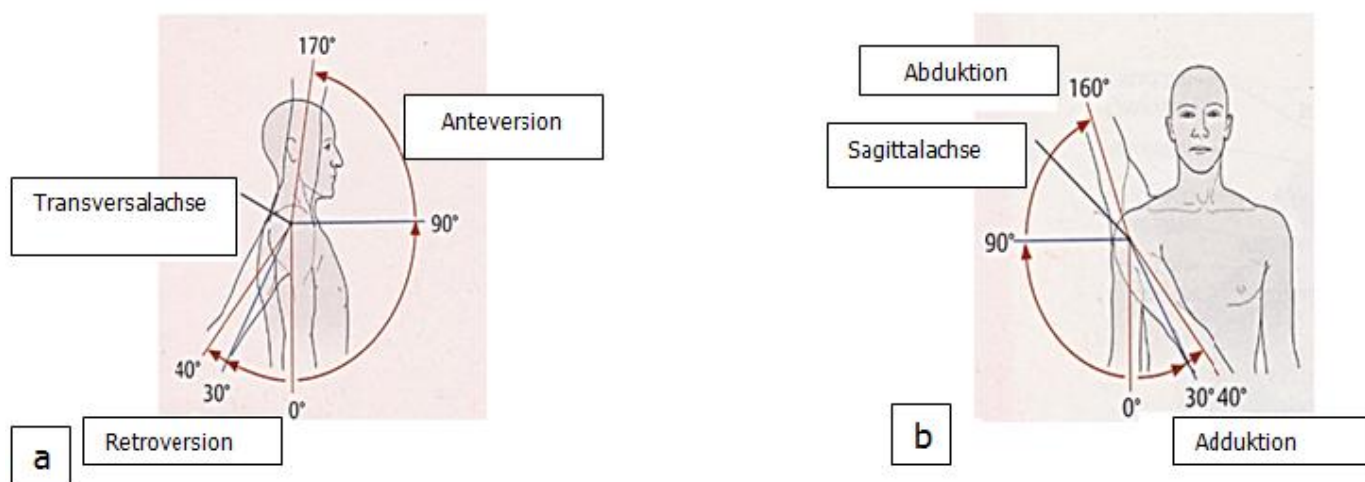 170°
Anteversion
Transversalachse
90°
40°
30°
0°
Retroversion
a
Abduktion
160°
Sagittalachse
90°
0°
30° 40°
Adduktion
b